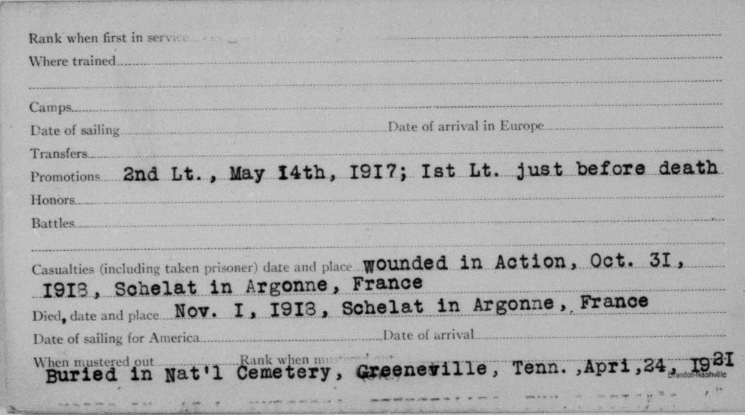 Rank when first in service
Where trained
Camps
Date of sailing Date of arrival in Europe
Transfers
Promotions 2nd Lt., May I4th, I9I7; Ist Lt. just before death
Honors
Battles
Casualties (including taken prisoner) date and place wounded in Action, Oct. 3I,
I9I8, Schelat in Argonne, France
Died, date and place Nov. I, I9I8, Schelat in Argonne, France
Date of sailing for America Date of arrival
When mustered out Rank when mustered out
Buried in Nat'l Cemetery, Greeneville, Tenn. ,Apri,24, I92I
Brandon-Nashville